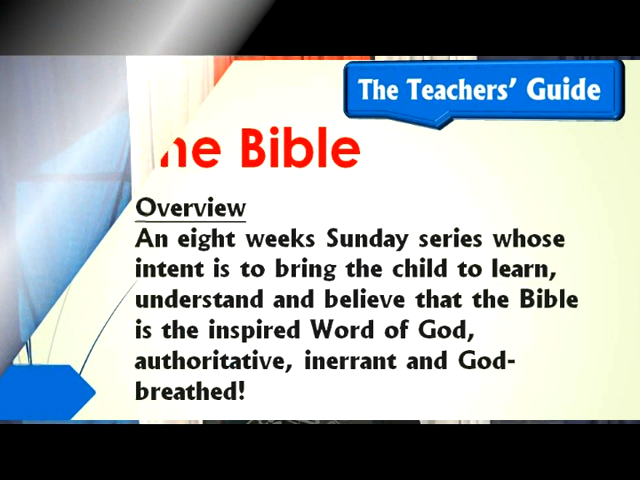 The Teachers' Guide
he Bible
Overview
An eight weeks Sunday series whose
intent is to bring the child to learn,
understand and believe that the Bible
is the inspired Word of God,
authoritative, inerrant and God-
breathed!